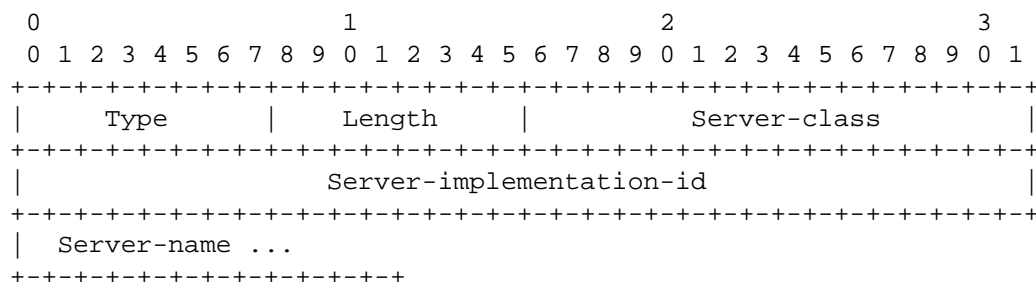 0                   1                   2                   3
 0 1 2 3 4 5 6 7 8 9 0 1 2 3 4 5 6 7 8 9 0 1 2 3 4 5 6 7 8 9 0 1
+-+-+-+-+-+-+-+-+-+-+-+-+-+-+-+-+-+-+-+-+-+-+-+-+-+-+-+-+-+-+-+-+
|     Type      |    Length     |          Server-class         |
+-+-+-+-+-+-+-+-+-+-+-+-+-+-+-+-+-+-+-+-+-+-+-+-+-+-+-+-+-+-+-+-+
|                   Server-implementation-id                    |
+-+-+-+-+-+-+-+-+-+-+-+-+-+-+-+-+-+-+-+-+-+-+-+-+-+-+-+-+-+-+-+-+
|  Server-name ...
+-+-+-+-+-+-+-+-+-+-+-+-+